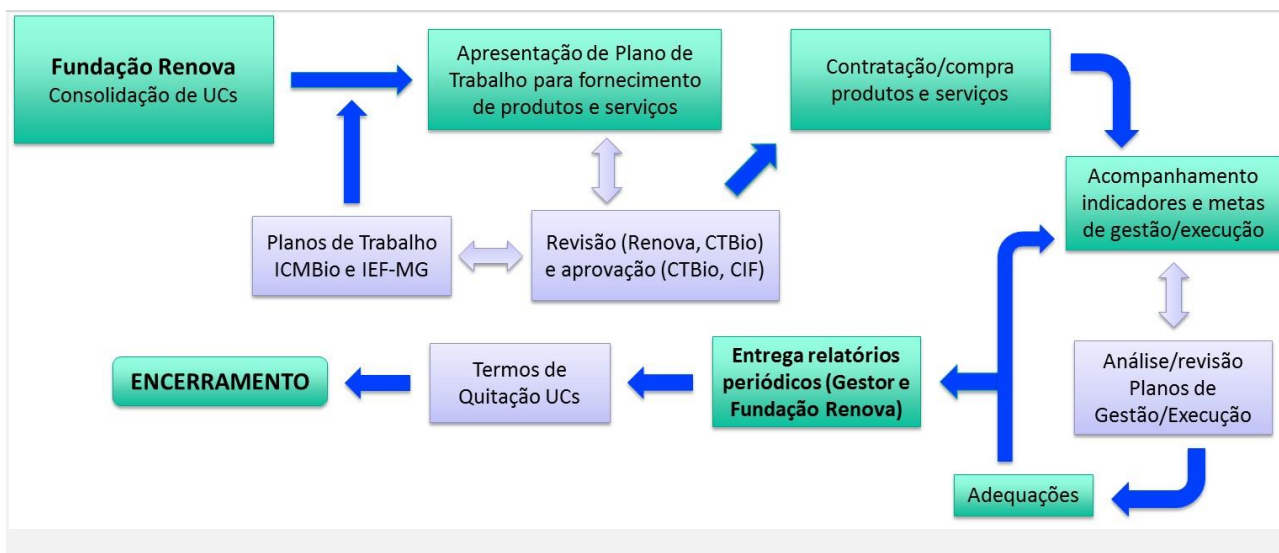 Fundação Renova
Consolidação de UCs
Apresentação de Plano de
Trabalho para fornecimento
de produtos e serviços
Contratação/compra
produtos e serviços
Acompanhamento
indicadores e metas
de gestão/execução
Planos de Trabalho
ICMBio e IEF-MG
Revisão (Renova, CTBio)
e aprovação (CTBio, CIF)
ENCERRAMENTO
Termos de
Quitação UCs
Entrega relatórios
periódicos (Gestor e
Fundação Renova)
Análise/revisão
Planos de
Gestão/Execução
Adequações